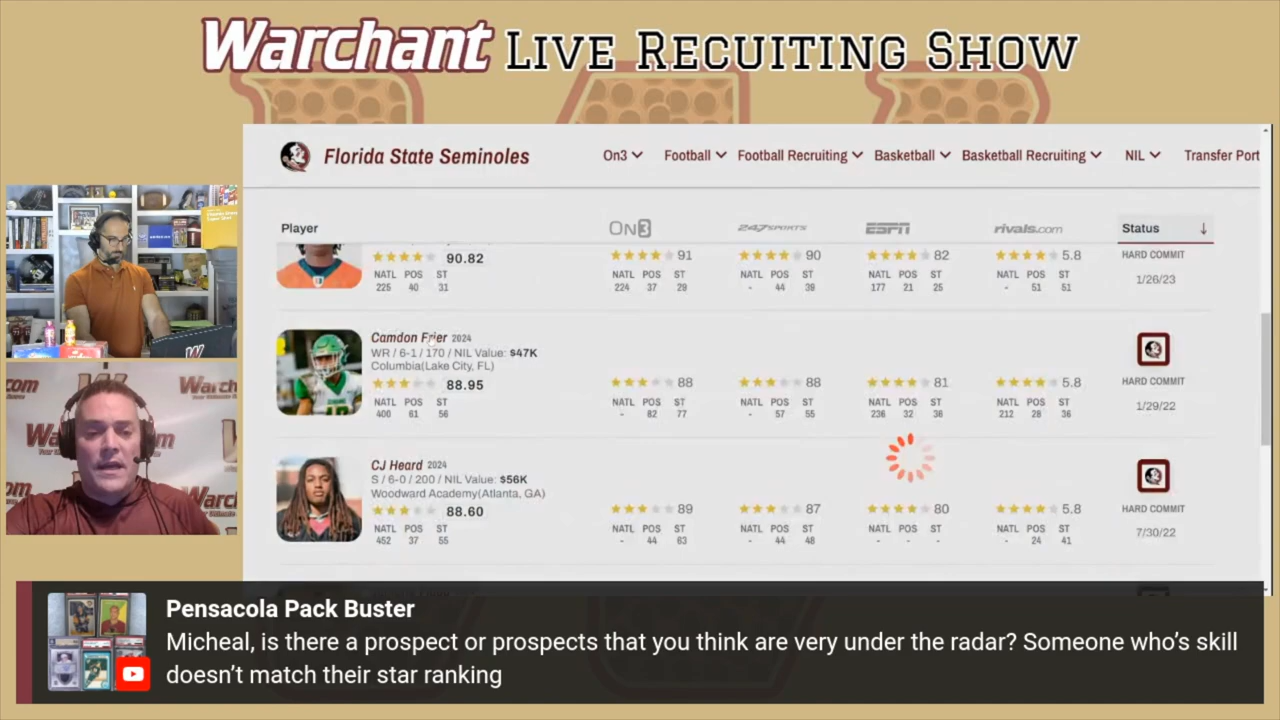 Warchant LIVE RECUITING SHOW
Florida State Seminoles
On3 Football Football Recruiting Basketball Basketball Recruiting NIL Transfer Port
Player ON3 247SPORTS ESPN rivals.com Status
90.82 91 90 82 5.8 HARD COMMIT
NATL POS ST NATL POS ST NATL POS ST NATL POS ST NATL POS ST
225 40 31 224 37 29 - 44 39 177 21 25 - 51 51 1/26/23
Camdon Frier 2024
WR / 6-1 / 170 / NIL Value: $47K
Columbia(Lake City, FL)
88.95 88 88 81 5.8 HARD COMMIT
NATL POS ST NATL POS ST NATL POS ST NATL POS ST NATL POS ST
400 61 56 - 82 77 - 57 55 236 32 36 212 28 36 1/29/22
CJ Heard 2024
S / 6-0 / 200 / NIL Value: $56K
Woodward Academy(Atlanta, GA)
88.60 89 87 80 5.8 HARD COMMIT
NATL POS ST NATL POS ST NATL POS ST NATL POS ST NATL POS ST
452 37 55 - 44 63 - 44 48 - - - - 24 41 7/30/22
.com Warch
Pensacola Pack Buster
Micheal, is there a prospect or prospects that you think are very under the radar? Someone who's skill
doesn't match their star ranking